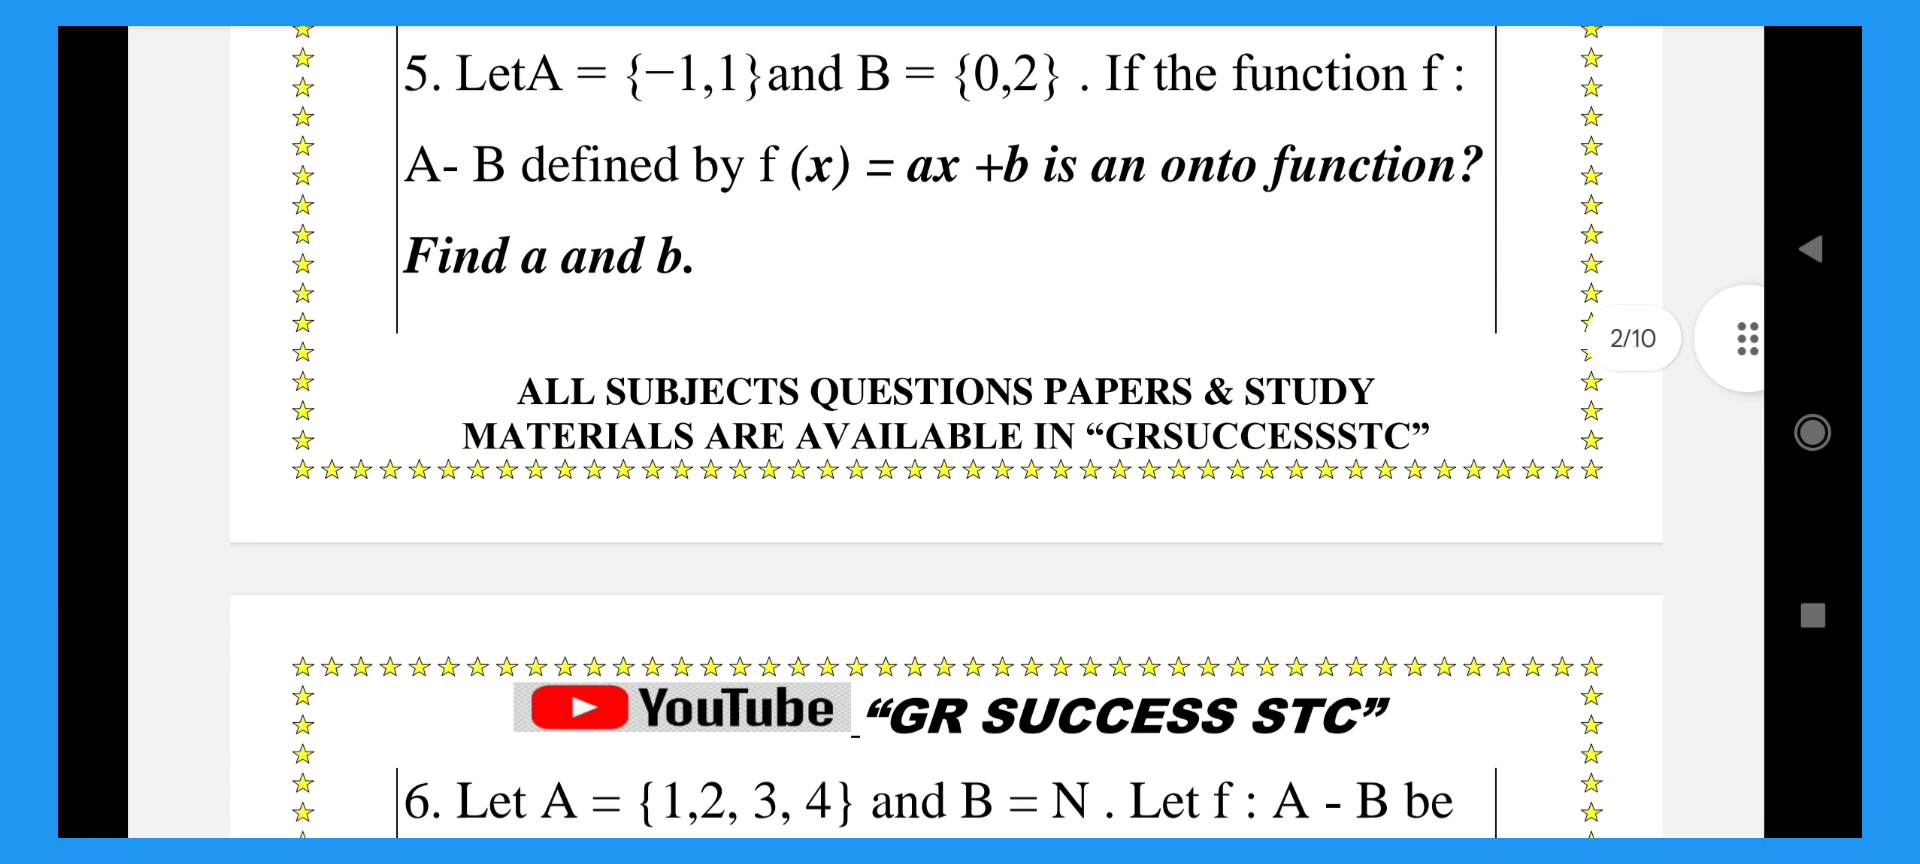 5. LetA = {−1,1}and B = {0,2} . If the function f :
A- B defined by f (x) = ax +b is an onto function?
Find a and b.
2/10
ALL SUBJECTS QUESTIONS PAPERS & STUDY
MATERIALS ARE AVAILABLE IN “GRSUCCESSSTC”
YouTube “GR SUCCESS STC”
6. Let A = {1,2, 3, 4} and B = N . Let f : A - B be